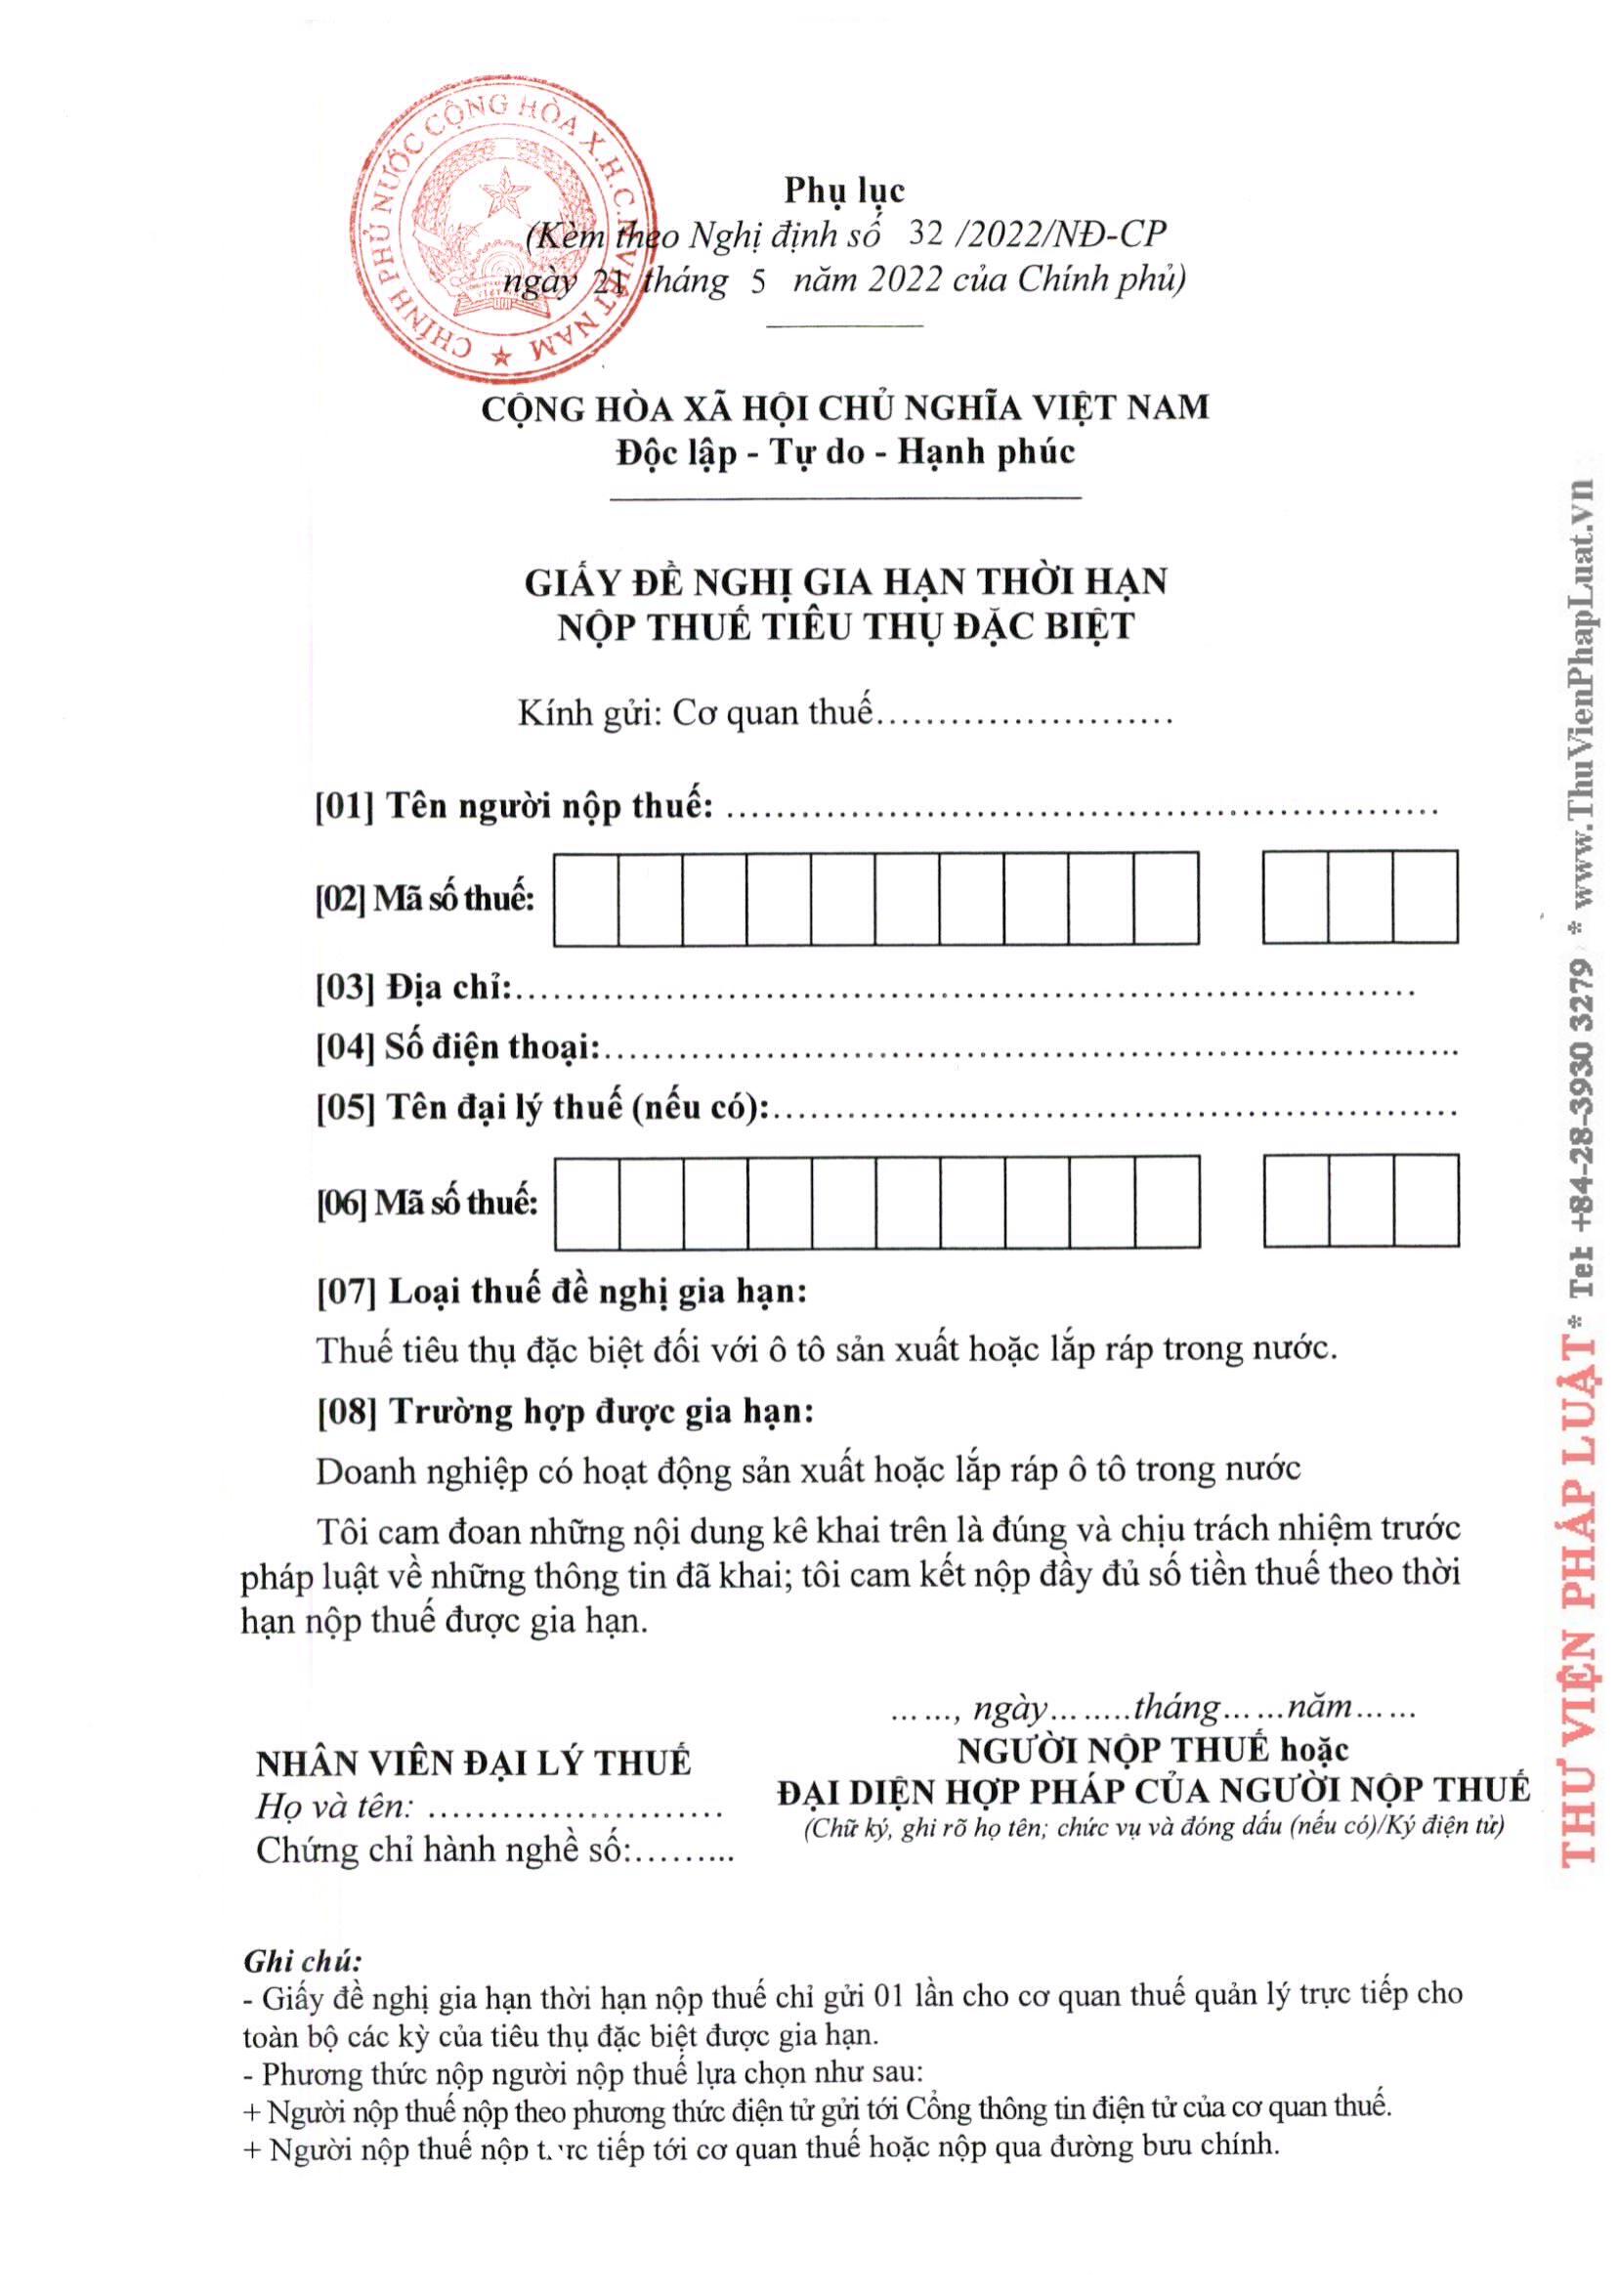 CHÍNH PHỦ NƯỚC CỘNG HÒA X.H.C.N VIỆT NAM
Phụ lục
(Kèm theo Nghị định số 32 /2022/NĐ-CP
ngày 21 tháng 5 năm 2022 của Chính phủ)
CỘNG HÒA XÃ HỘI CHỦ NGHĨA VIỆT NAM
Độc lập - Tự do - Hạnh phúc
GIẤY ĐỀ NGHỊ GIA HẠN THỜI HẠN
NỘP THUẾ TIÊU THỤ ĐẶC BIỆT
Kính gửi: Cơ quan thuế........................
[01] Tên người nộp thuế: ..........................................................
[02] Mã số thuế:
[03] Địa chỉ:..........................................................................
[04] Số điện thoại:......................................................................
[05] Tên đại lý thuế (nếu có):........................................................
[06] Mã số thuế:
[07] Loại thuế đề nghị gia hạn:
Thuế tiêu thụ đặc biệt đối với ô tô sản xuất hoặc lắp ráp trong nước.
[08] Trường hợp được gia hạn:
Doanh nghiệp có hoạt động sản xuất hoặc lắp ráp ô tô trong nước
Tôi cam đoan những nội dung kê khai trên là đúng và chịu trách nhiệm trước
pháp luật về những thông tin đã khai; tôi cam kết nộp đầy đủ số tiền thuế theo thời
hạn nộp thuế được gia hạn.
……, ngày………tháng……năm……
NGƯỜI NỘP THUẾ hoặc
ĐẠI DIỆN HỢP PHÁP CỦA NGƯỜI NỘP THUẾ
(Chữ ký, ghi rõ họ tên; chức vụ và đóng dấu (nếu có)/Ký điện tử)
NHÂN VIÊN ĐẠI LÝ THUẾ
Họ và tên: ........................
Chứng chỉ hành nghề số:.........
Ghi chú:
- Giấy đề nghị gia hạn thời hạn nộp thuế chỉ gửi 01 lần cho cơ quan thuế quản lý trực tiếp cho
toàn bộ các kỳ của tiêu thụ đặc biệt được gia hạn.
- Phương thức nộp người nộp thuế lựa chọn như sau:
+ Người nộp thuế nộp theo phương thức điện tử gửi tới Cổng thông tin điện tử của cơ quan thuế.
+ Người nộp thuế nộp trực tiếp tới cơ quan thuế hoặc nộp qua đường bưu chính.
THƯ VIỆN PHÁP LUẬT * Tel: +84-28-3930 3279 * www.ThuVienPhapLuat.vn